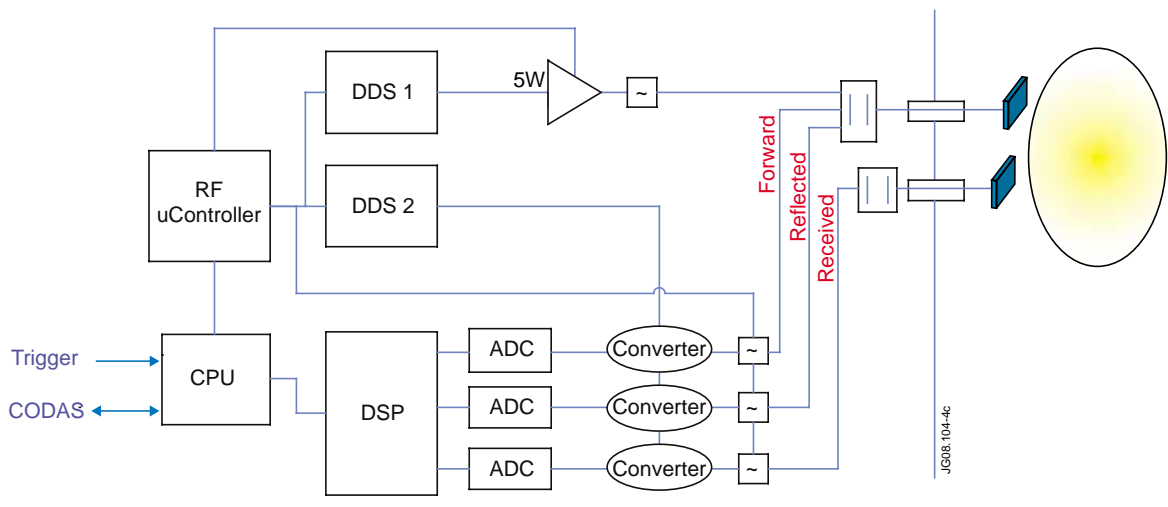 5W
DDS 1
~
Forward
RF
uController
DDS 2
Reflected
Received
Trigger
CODAS
CPU
DSP
ADC
Converter
~
ADC
Converter
~
ADC
Converter
~
JG08.104-4c